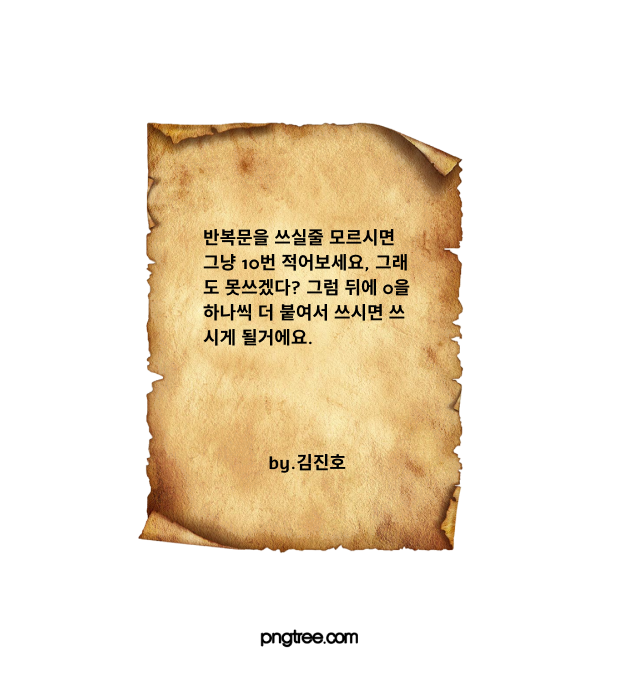 반복문을 쓰실줄 모르시면
그냥 10번 적어보세요, 그래
도 못쓰겠다? 그럼 뒤에 0을
하나씩 더 붙여서 쓰시면 쓰
시게 될거에요.
by.김진호
pngtree.com